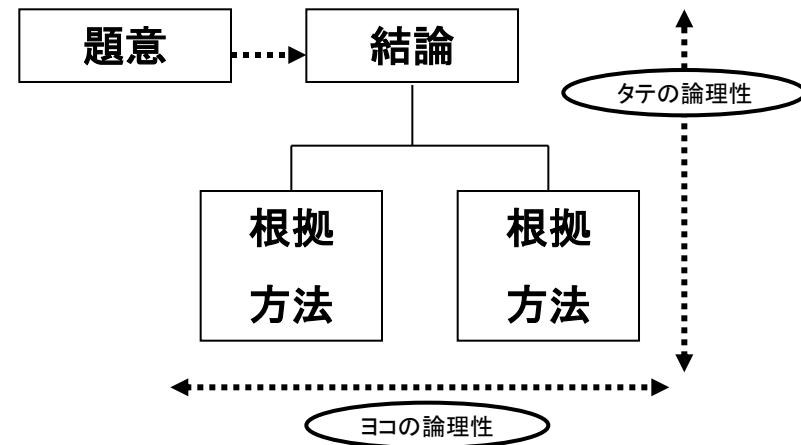 題意
結論
タテの論理性
根拠
方法
根拠
方法
ヨコの論理性